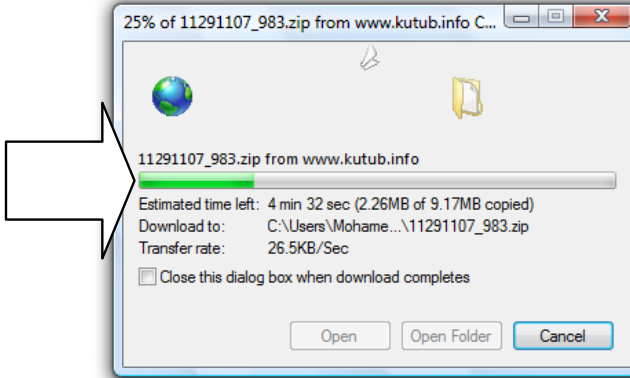 25% of 11291107_983.zip from www.kutub.info C...
11291107_983.zip from www.kutub.info
Estimated time left: 4 min 32 sec (2.26MB of 9.17MB copied)
Download to: C:\Users\Mohame...\11291107_983.zip
Transfer rate: 26.5KB/Sec
Close this dialog box when download completes
Open Open Folder Cancel